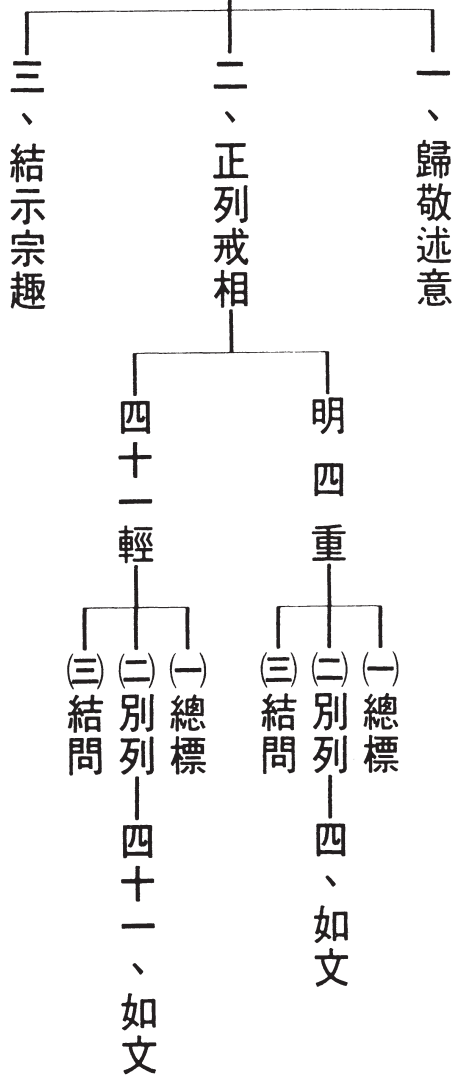 一、歸敬述意
二、正列戒相
明四重
㈠總標
㈡別列
四、如文
㈢結問
四十一輕
㈠總標
㈡別列
四十一、如文
㈢結問
三、結示宗趣